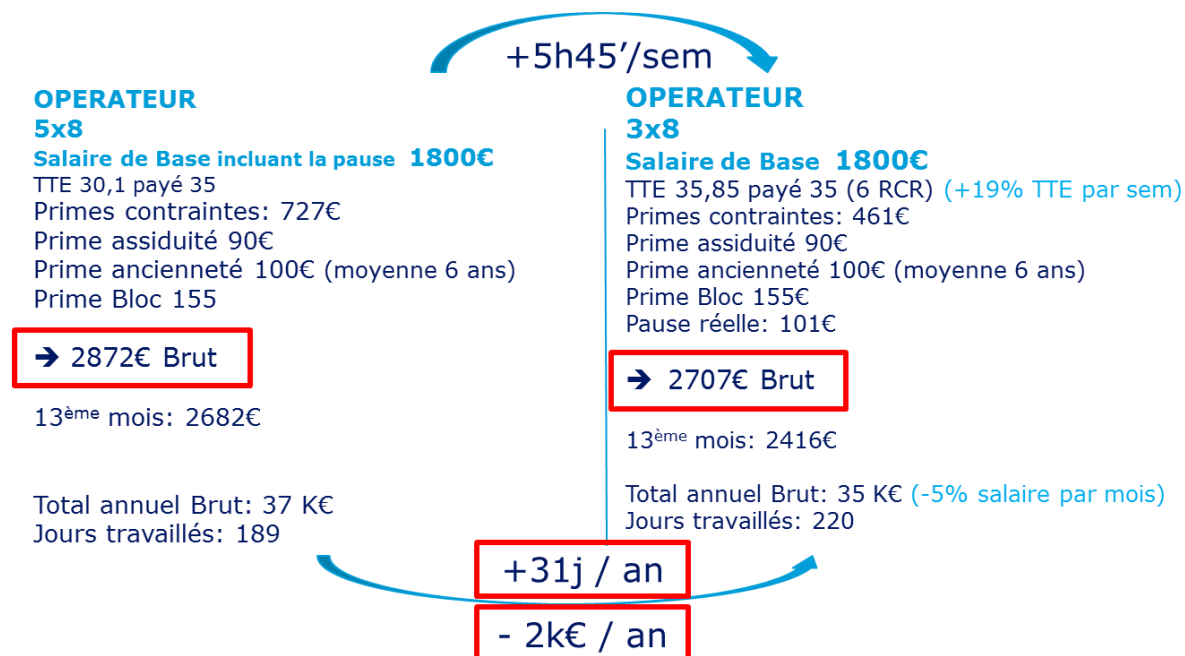 +5h45’/sem
OPERATEUR
5x8
Salaire de Base incluant la pause 1800€
TTE 30,1 payé 35
Primes contraintes: 727€
Prime assiduité 90€
Prime ancienneté 100€ (moyenne 6 ans)
Prime Bloc 155
➔ 2872€ Brut
13ème mois: 2682€
Total annuel Brut: 37 K€
Jours travaillés: 189
OPERATEUR
3x8
Salaire de Base 1800€
TTE 35,85 payé 35 (6 RCR) (+19% TTE par sem)
Primes contraintes: 461€
Prime assiduité 90€
Prime ancienneté 100€ (moyenne 6 ans)
Prime Bloc 155€
Pause réelle: 101€
➔ 2707€ Brut
13ème mois: 2416€
Total annuel Brut: 35 K€ (-5% salaire par mois)
Jours travaillés: 220
+31j / an
- 2k€ / an